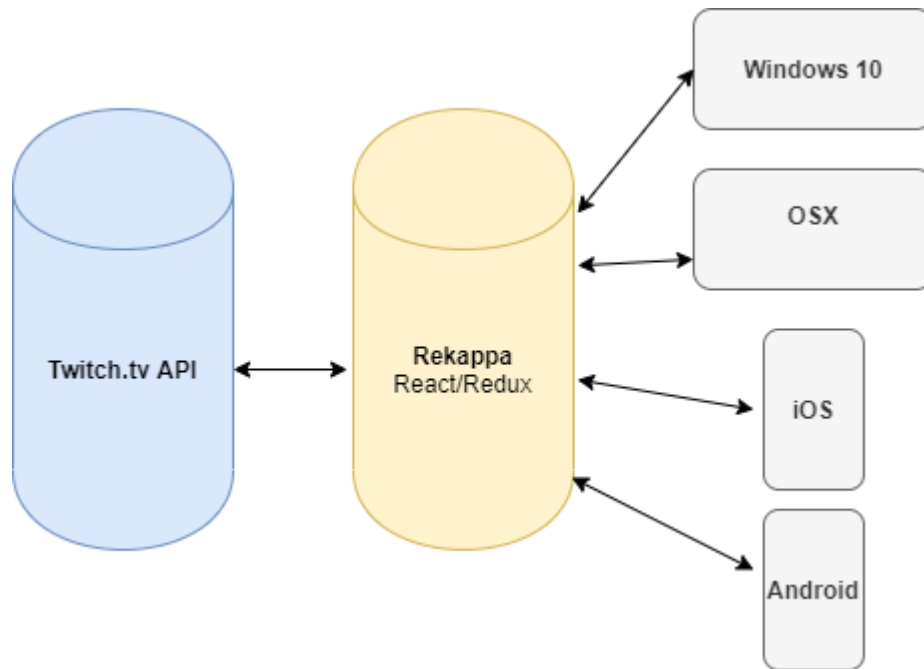 Windows 10
OSX
Twitch.tv API
Rekappa
React/Redux
iOS
Android